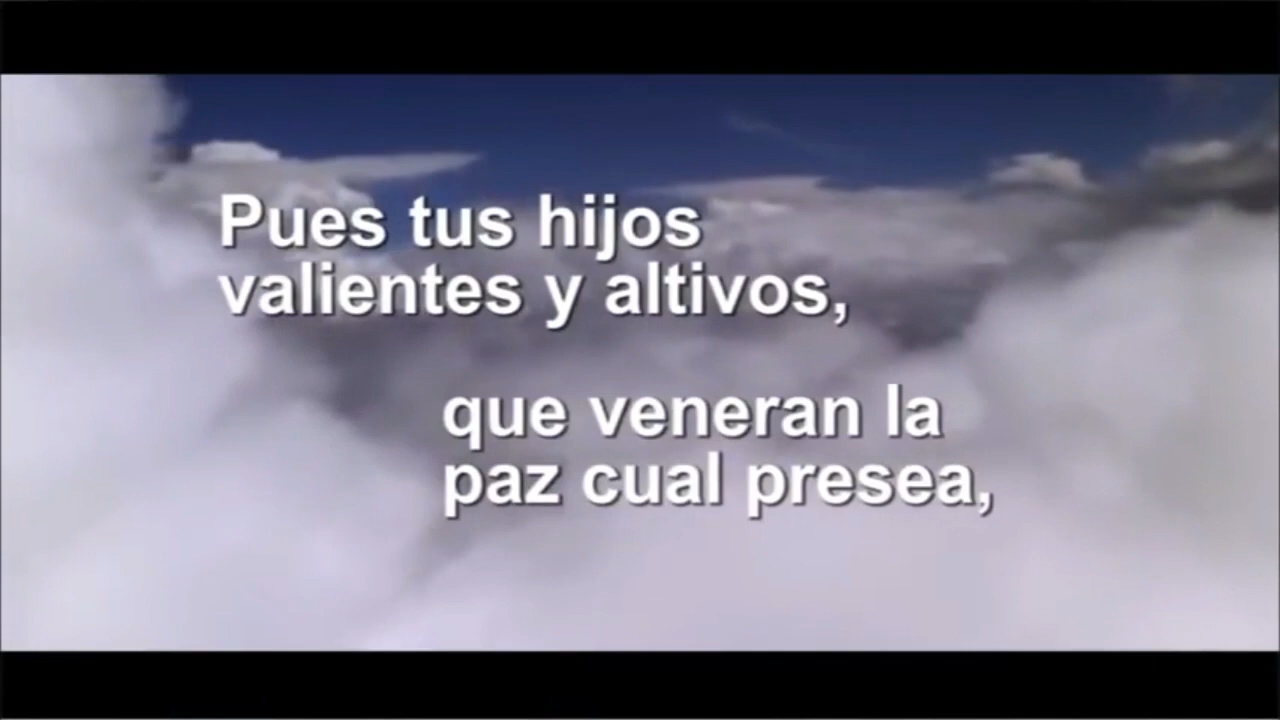 Pues tus hijos
valientes y altivos,
que veneran la
paz cual presea,